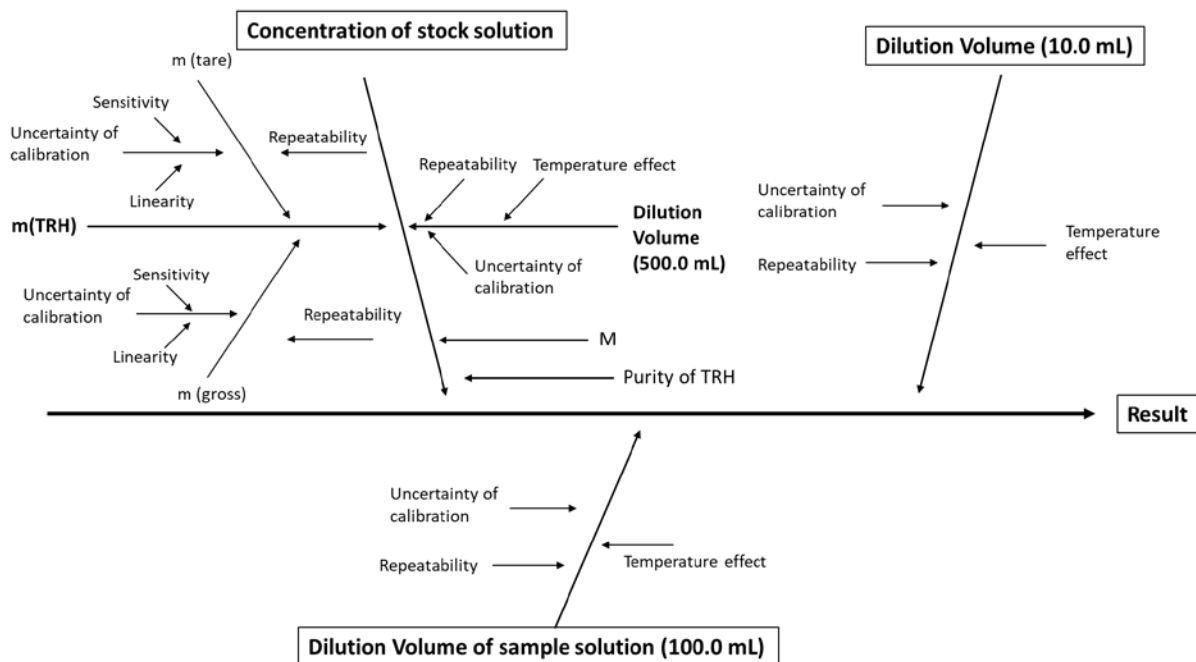 Concentration of stock solution
Dilution Volume (10.0 mL)
m (tare)
Sensitivity
Uncertainty of
calibration
Linearity
Repeatability
Repeatability
Temperature effect
m(TRH)
Dilution
Volume
(500.0 mL)
Uncertainty of
calibration
Uncertainty of
calibration
Repeatability
Temperature
effect
Sensitivity
Uncertainty of
calibration
Linearity
Repeatability
m (gross)
M
Purity of TRH
Result
Uncertainty of
calibration
Repeatability
Temperature effect
Dilution Volume of sample solution (100.0 mL)